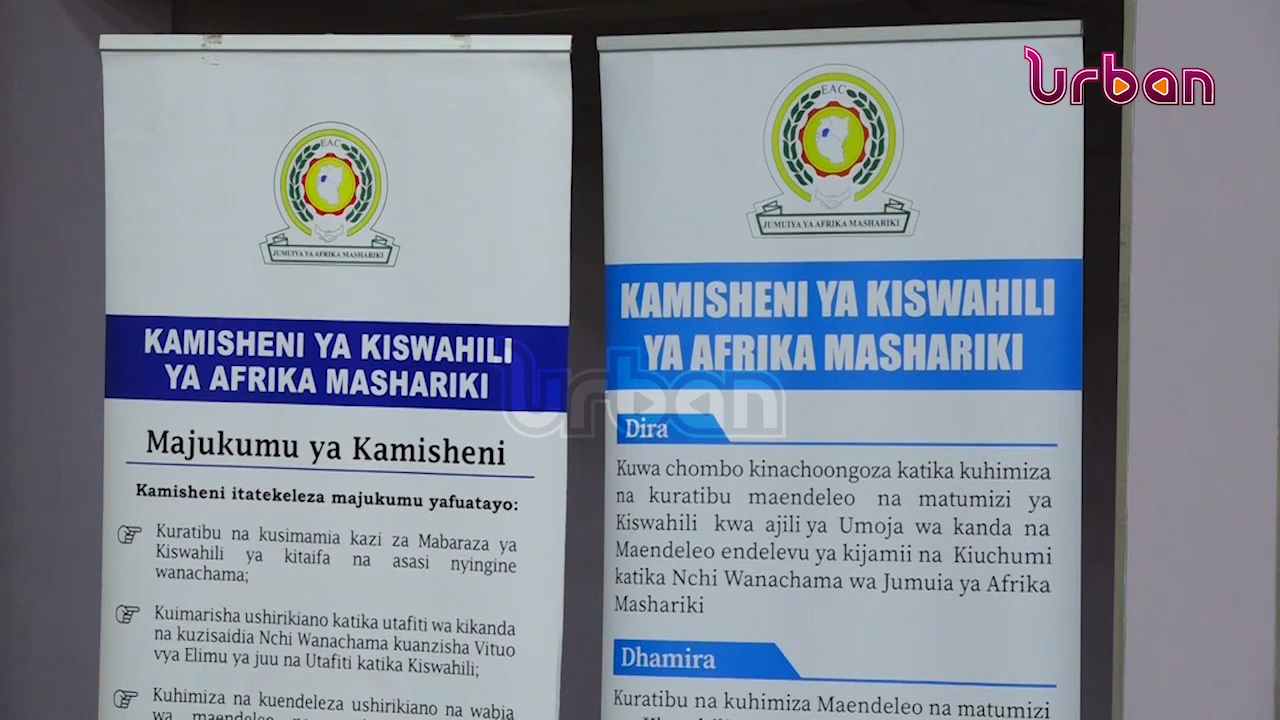 Urban
EAC
JUMUIYA YA AFRIKA MASHARIKI
KAMISHENI YA KISWAHILI
YA AFRIKA MASHARIKI
Majukumu ya Kamisheni
Kamisheni itatekeleza majukumu yafuatayo:
Kuratibu na kusimamia kazi za Mabaraza ya
Kiswahili ya kitaifa na asasi nyingine
wanachama;
Kuimarisha ushirikiano katika utafiti wa kikanda
na kuzisaidia Nchi Wanachama kuanzisha Vituo
vya Elimu ya juu na Utafiti katika Kiswahili;
Kuhimiza na kuendeleza ushirikiano na wabia
wa maendeleo
EAC
JUMUIYA YA AFRIKA MASHARIKI
KAMISHENI YA KISWAHILI
YA AFRIKA MASHARIKI
Dira
Kuwa chombo kinachoongoza katika kuhimiza
na kuratibu maendeleo na matumizi ya
Kiswahili kwa ajili ya Umoja wa kanda na
Maendeleo endelevu ya kijamii na Kiuchumi
katika Nchi Wanachama wa Jumuia ya Afrika
Mashariki
Dhamira
Kuratibu na kuhimiza Maendeleo na matumizi
Urban